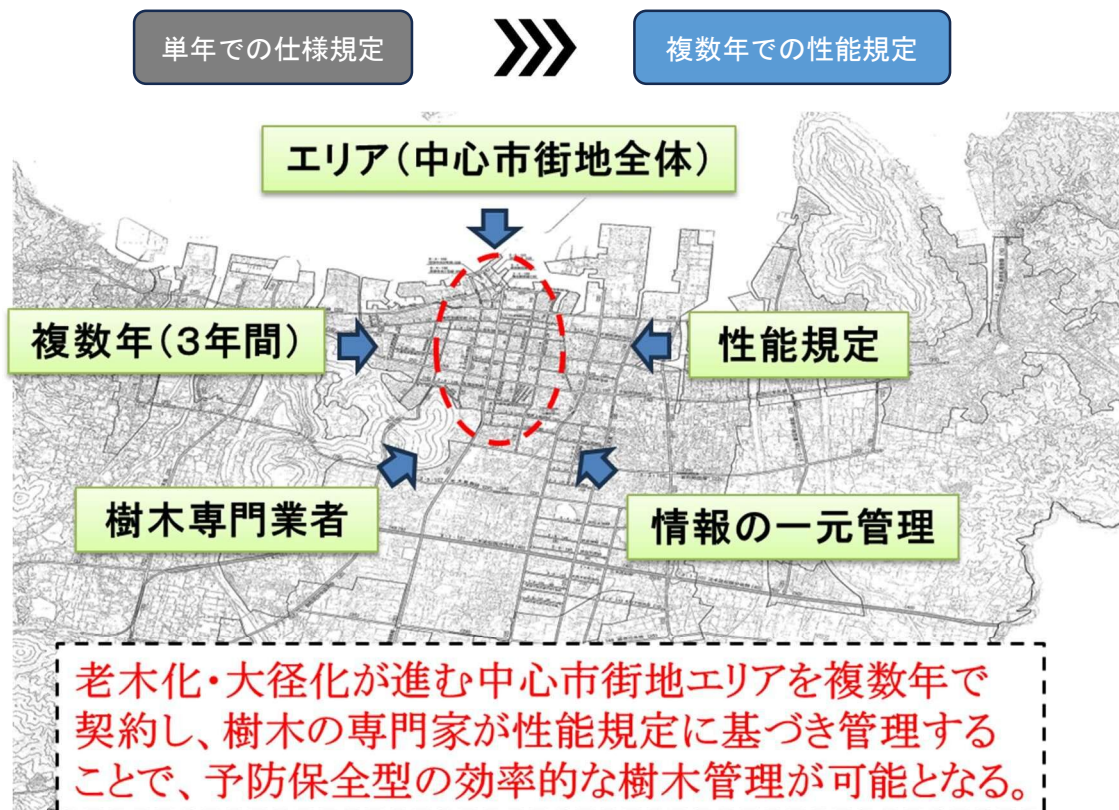 単年での仕様規定
複数年での性能規定
エリア(中心市街地全体)
複数年(3年間)
性能規定
樹木専門業者
情報の一元管理
老木化・大径化が進む中心市街地エリアを複数年で
契約し、樹木の専門家が性能規定に基づき管理する
ことで、予防保全型の効率的な樹木管理が可能となる。